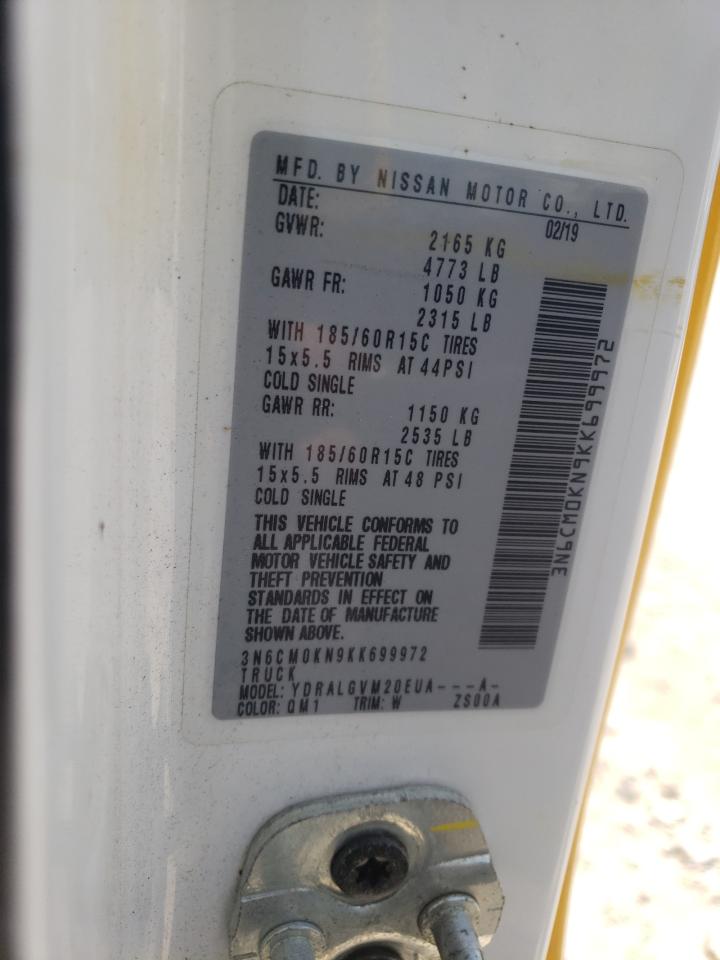 MFD. BY NISSAN MOTOR CO., LTD.
DATE: 02/19
GVWR: 2165 KG
4773 LB
GAWR FR: 1050 KG
2315 LB
WITH 185/60R15C TIRES
15x5.5 RIMS AT 44PSI
COLD SINGLE
GAWR RR: 1150 KG
2535 LB
WITH 185/60R15C TIRES
15x5.5 RIMS AT 48 PSI
COLD SINGLE
THIS VEHICLE CONFORMS TO
ALL APPLICABLE FEDERAL
MOTOR VEHICLE SAFETY AND
THEFT PREVENTION
STANDARDS IN EFFECT ON
THE DATE OF MANUFACTURE
SHOWN ABOVE.
3N6CM0KN9KK699972
TRUCK
MODEL: YDRALGVM20EUA---A-
COLOR: QM1 TRIM: W ZS00A
3N6CM0KN9KK699972